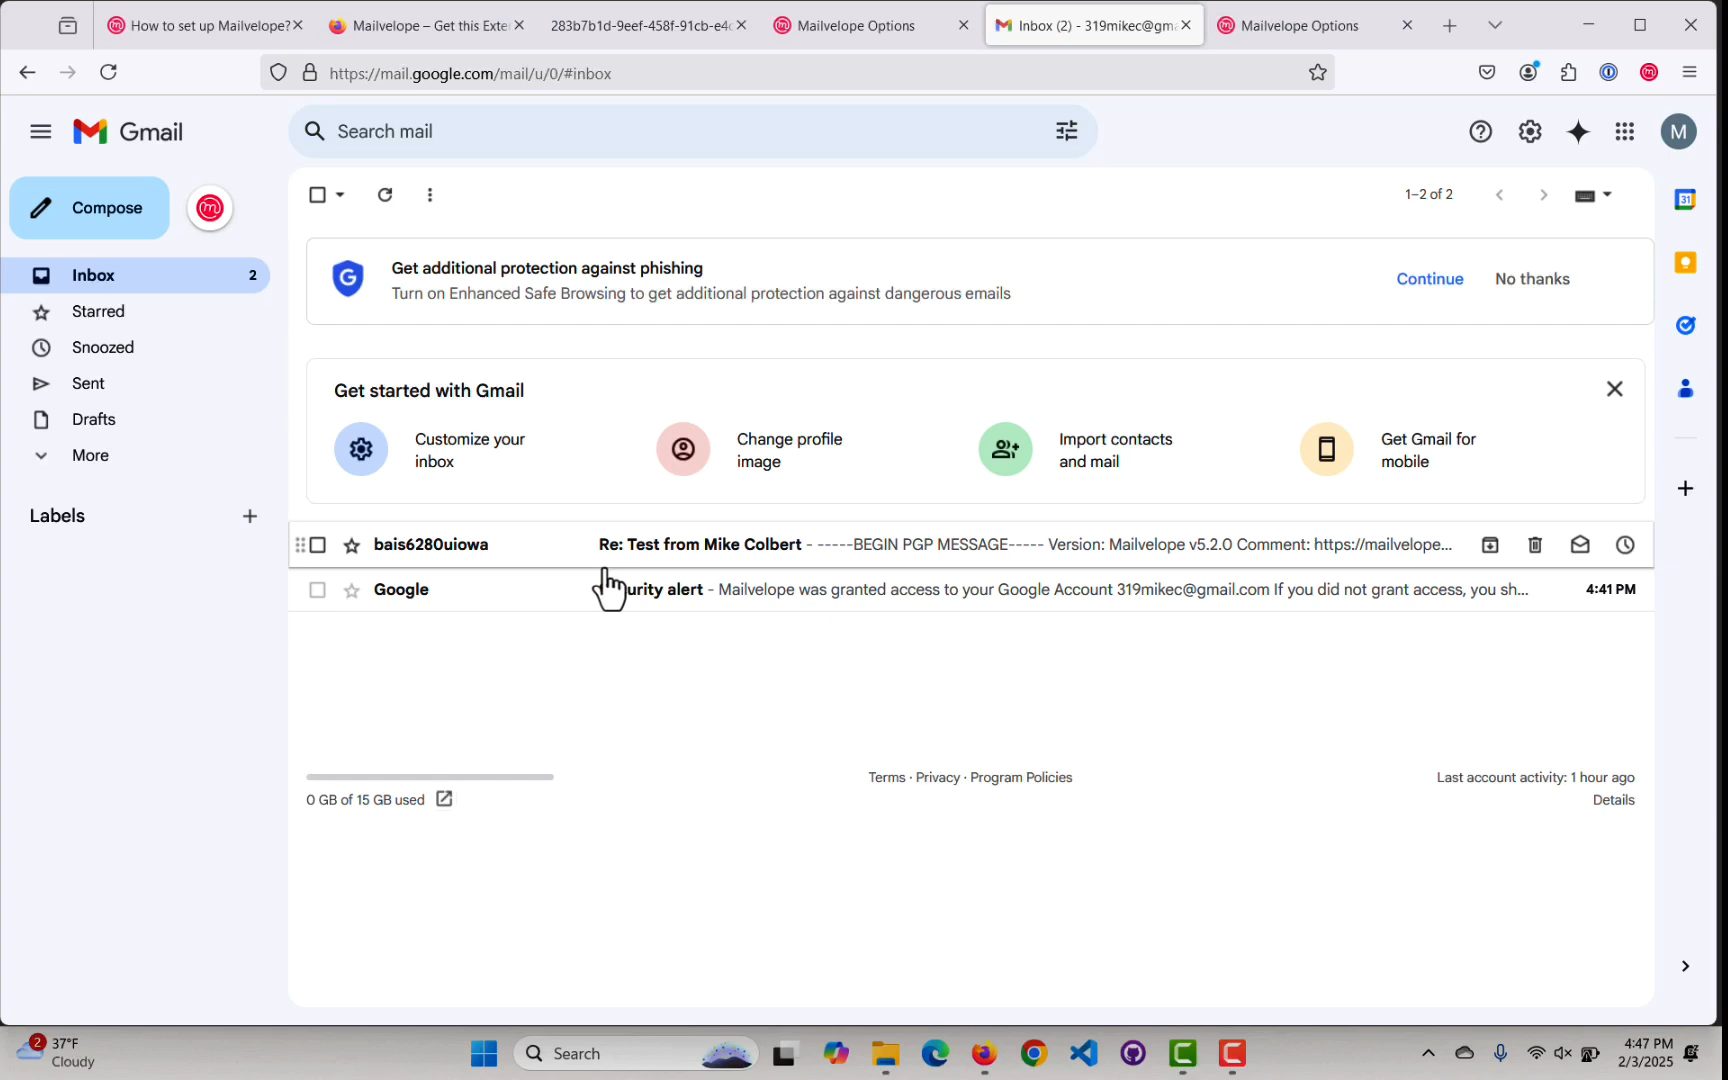 How to set up Mailvelope?
Mailvelope – Get this Exte
283b7b1d-9eef-458f-91cb-e4
Mailvelope Options
Inbox (2) - 319mikec@gm
Mailvelope Options
https://mail.google.com/mail/u/0/#inbox
Gmail
Search mail
M
Compose
1–2 of 2
31
Get additional protection against phishing
Turn on Enhanced Safe Browsing to get additional protection against dangerous emails
Continue
No thanks
Inbox 2
Starred
Snoozed
Sent
Drafts
More
Labels
Get started with Gmail
Customize your
inbox
Change profile
image
Import contacts
and mail
Get Gmail for
mobile
bais6280uiowa Re: Test from Mike Colbert - -----BEGIN PGP MESSAGE----- Version: Mailvelope v5.2.0 Comment: https://mailvelope...
Google urity alert - Mailvelope was granted access to your Google Account 319mikec@gmail.com If you did not grant access, you sh... 4:41 PM
Terms · Privacy · Program Policies
Last account activity: 1 hour ago
0 GB of 15 GB used
Details
2
37°F
Cloudy
Search
4:47 PM
2/3/2025